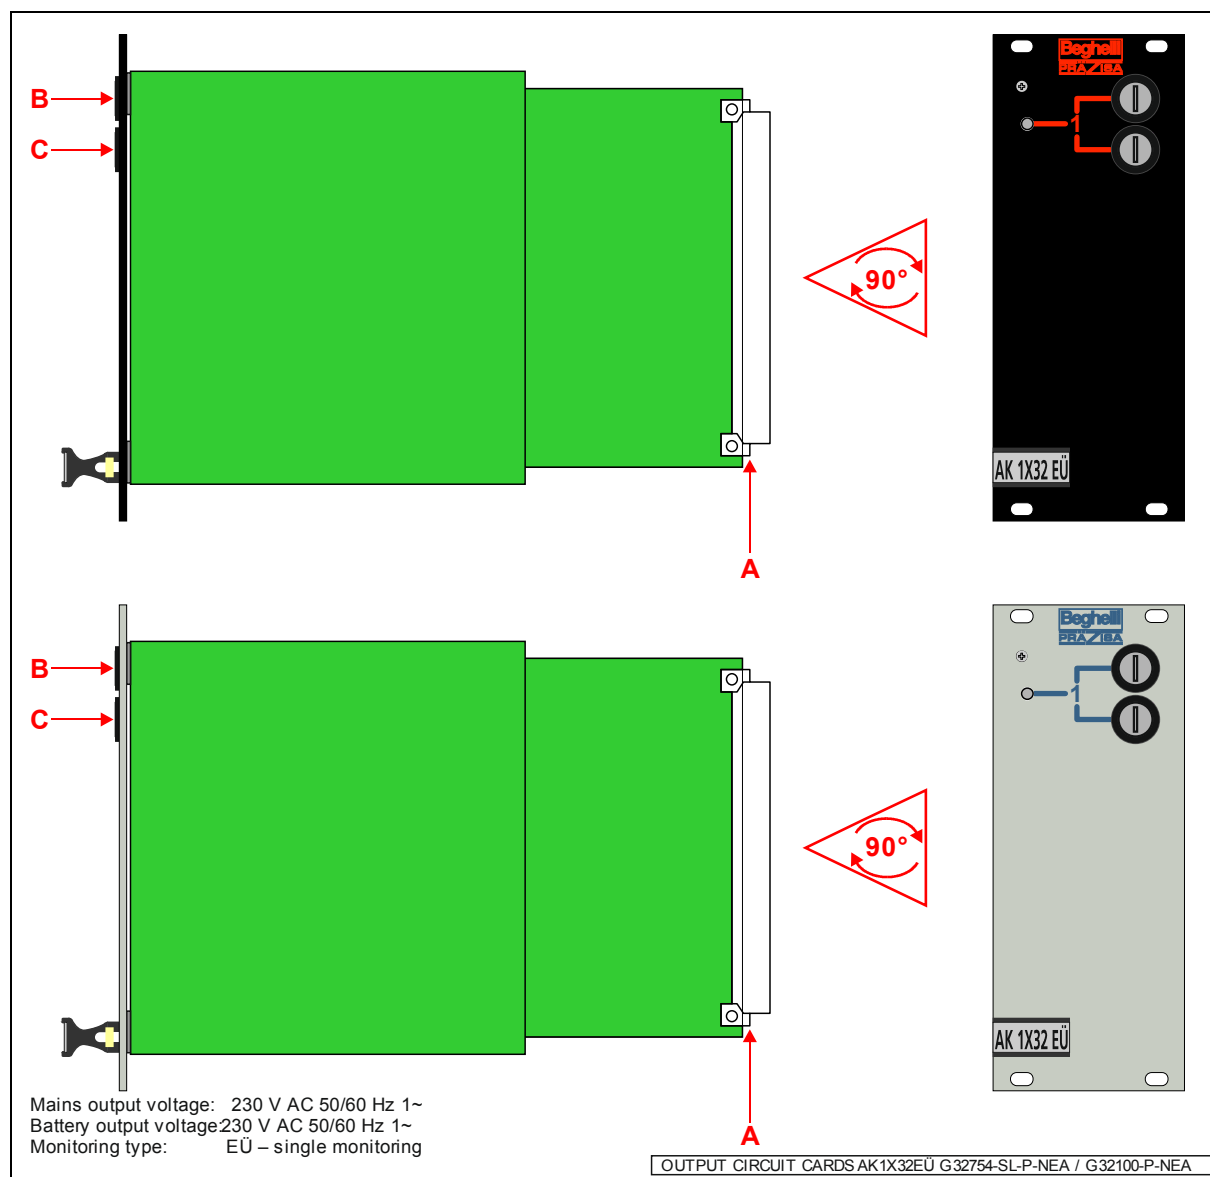 B
C
A
90°
Beghelli
PRÄZISA
1
AK 1X32 EÜ
B
C
A
90°
Beghelli
PRÄZISA
1
AK 1X32 EÜ
Mains output voltage: 230 V AC 50/60 Hz 1~
Battery output voltage:230 V AC 50/60 Hz 1~
Monitoring type: EÜ – single monitoring
OUTPUT CIRCUIT CARDS AK1X32EÜ G32754-SL-P-NEA / G32100-P-NEA